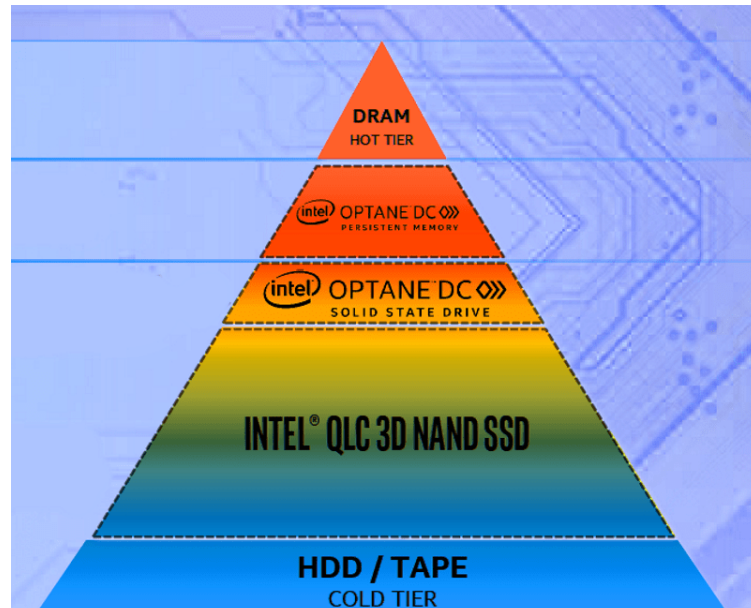 DRAM
HOT TIER
intel OPTANE DC
PERSISTENT MEMORY
intel OPTANE DC
SOLID STATE DRIVE
INTEL® QLC 3D NAND SSD
HDD / TAPE
COLD TIER